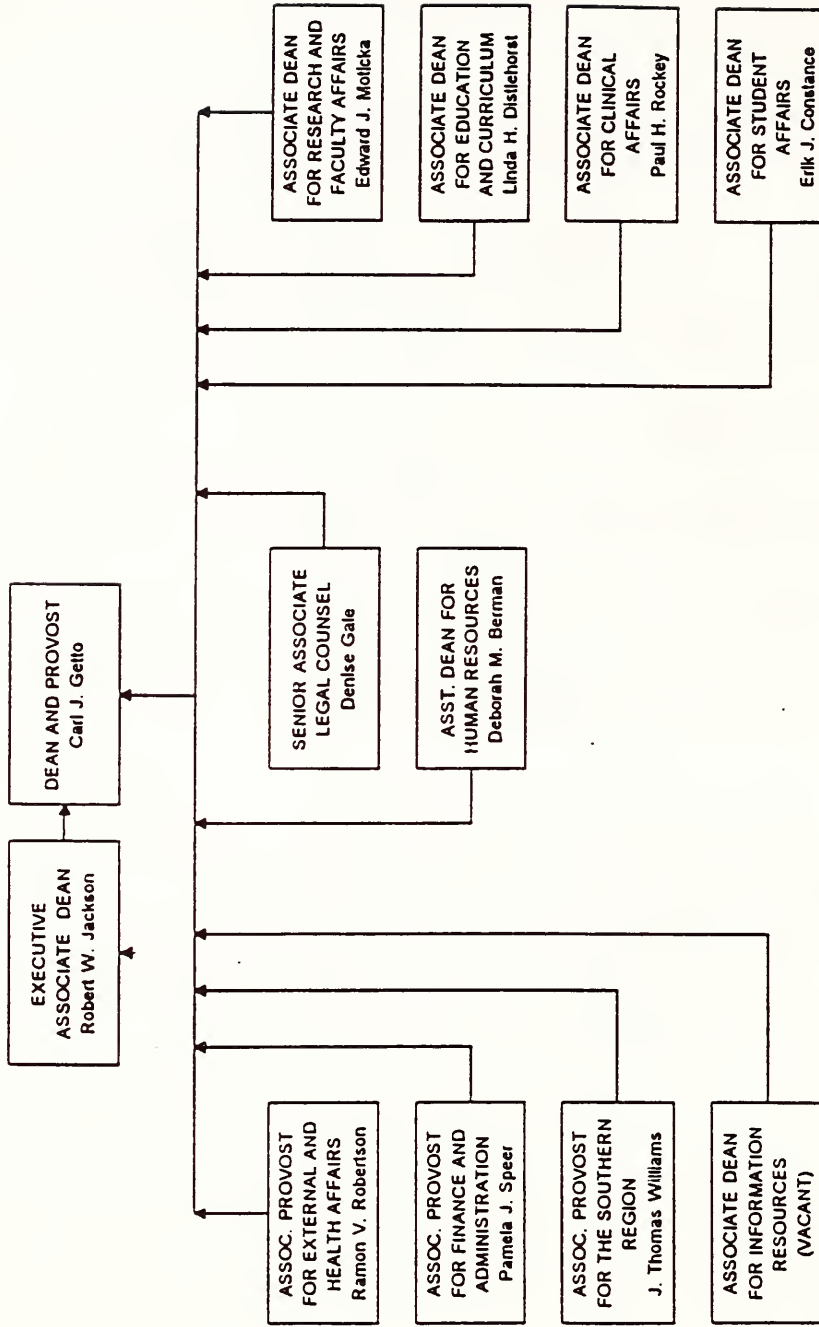 EXECUTIVE
ASSOCIATE DEAN
Robert W. Jackson
DEAN AND PROVOST
Carl J. Getto
ASSOC. PROVOST
FOR EXTERNAL AND
HEALTH AFFAIRS
Ramon V. Robertson
ASSOC. PROVOST
FOR FINANCE AND
ADMINISTRATION
Pamela J. Speer
ASSOC. PROVOST
FOR THE SOUTHERN
REGION
J. Thomas Williams
ASSOCIATE DEAN
FOR INFORMATION
RESOURCES
(VACANT)
SENIOR ASSOCIATE
LEGAL COUNSEL
Denise Gale
ASST. DEAN FOR
HUMAN RESOURCES
Deborah M. Berman
ASSOCIATE DEAN
FOR RESEARCH AND
FACULTY AFFAIRS
Edward J. Moticka
ASSOCIATE DEAN
FOR EDUCATION
AND CURRICULUM
Linda H. Distlehorst
ASSOCIATE DEAN
FOR CLINICAL
AFFAIRS
Paul H. Rockey
ASSOCIATE DEAN
FOR STUDENT
AFFAIRS
Erik J. Constance